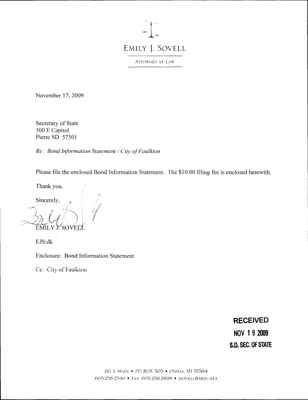 EMILY J. SOVELL
ATTORNEY AT LAW
November 17, 2009
Secretary of State
500 E Capitol
Pierre SD 57501
Re: Bond Information Statement / City of Faulkton
Please file the enclosed Bond Information Statement. The $10.00 filing fee is enclosed herewith.
Thank you.
Sincerely,
EMILY J. SOVELL
EJS:dk
Enclosure: Bond Information Statement
Cc: City of Faulkton
RECEIVED
NOV 19 2009
S.D. SEC. OF STATE
110 S. MAIN • PO BOX 505 • ONIDA, SD 57564
605.258.2546 • FAX: 605.258.2808